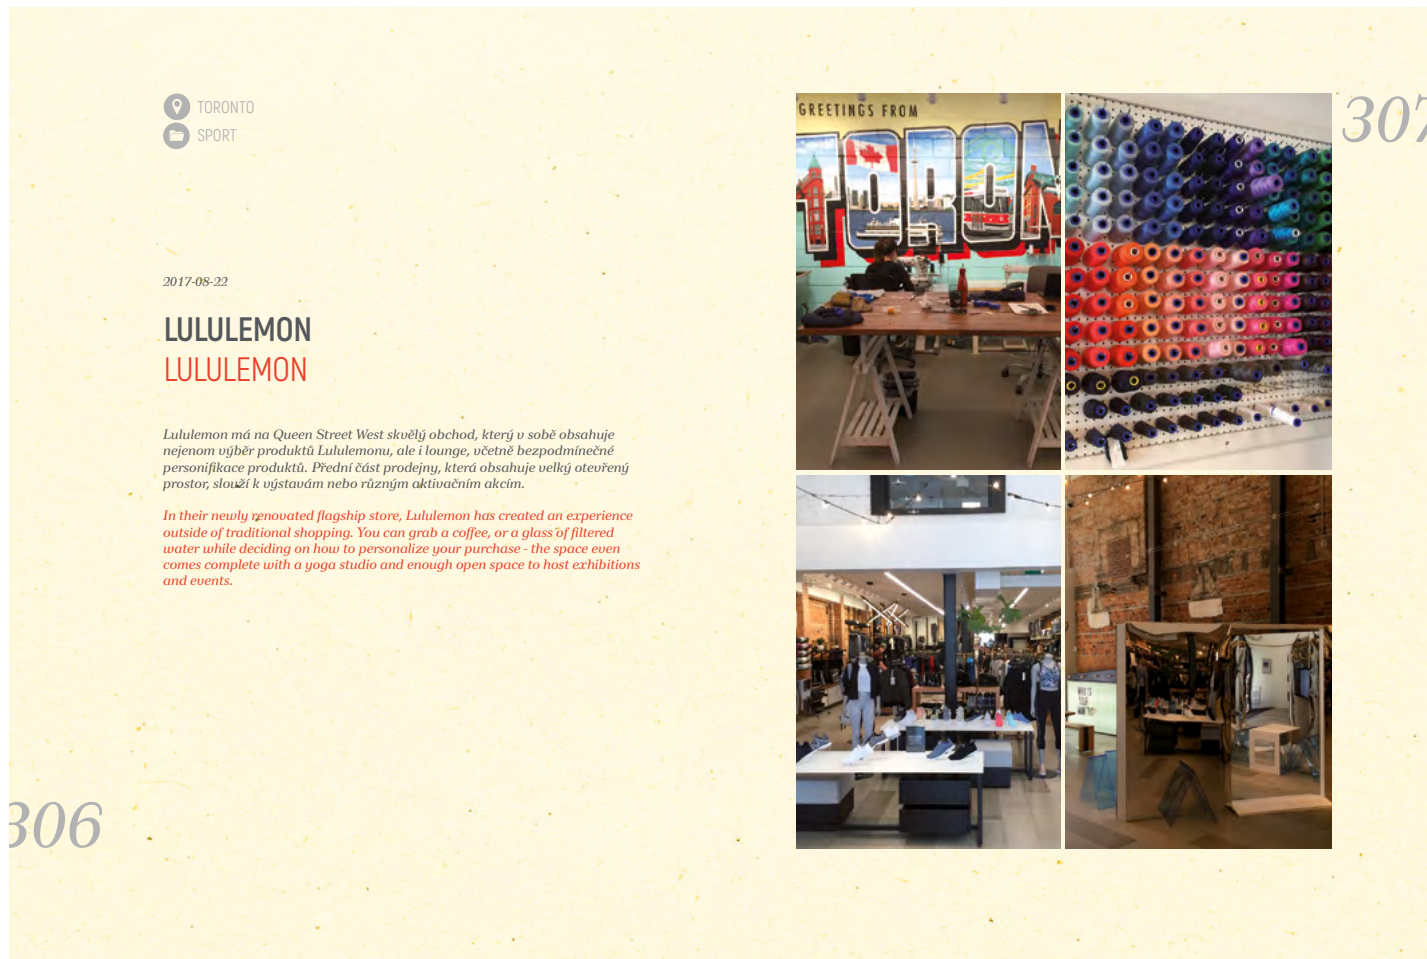 TORONTO
SPORT
2017-08-22
LULULEMON
LULULEMON
Lululemon má na Queen Street West skvělý obchod, který v sobě obsahuje
nejenom výběr produktů Lululemonu, ale i lounge, včetně bezpodmínečné
personifikace produktů. Přední část prodejny, která obsahuje velký otevřený
prostor, slouží k výstavám nebo různým aktivačním akcím.
In their newly renovated flagship store, Lululemon has created an experience
outside of traditional shopping. You can grab a coffee, or a glass of filtered
water while deciding on how to personalize your purchase - the space even
comes complete with a yoga studio and enough open space to host exhibitions
and events.
306
GREETINGS FROM
TORON
307